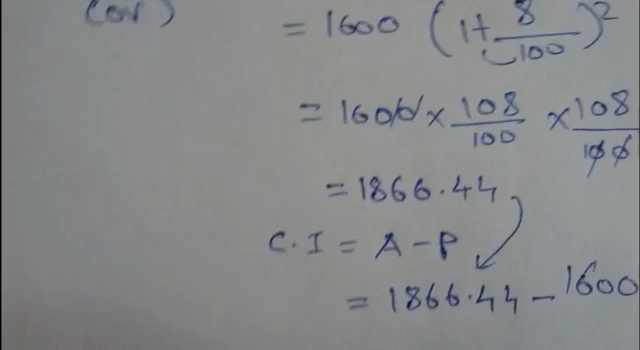 (or)
= 1600 (1+8/100)²
= 1600 × 108/100 × 108/100
= 1866.44
C.I = A-P
= 1866.44 - 1600